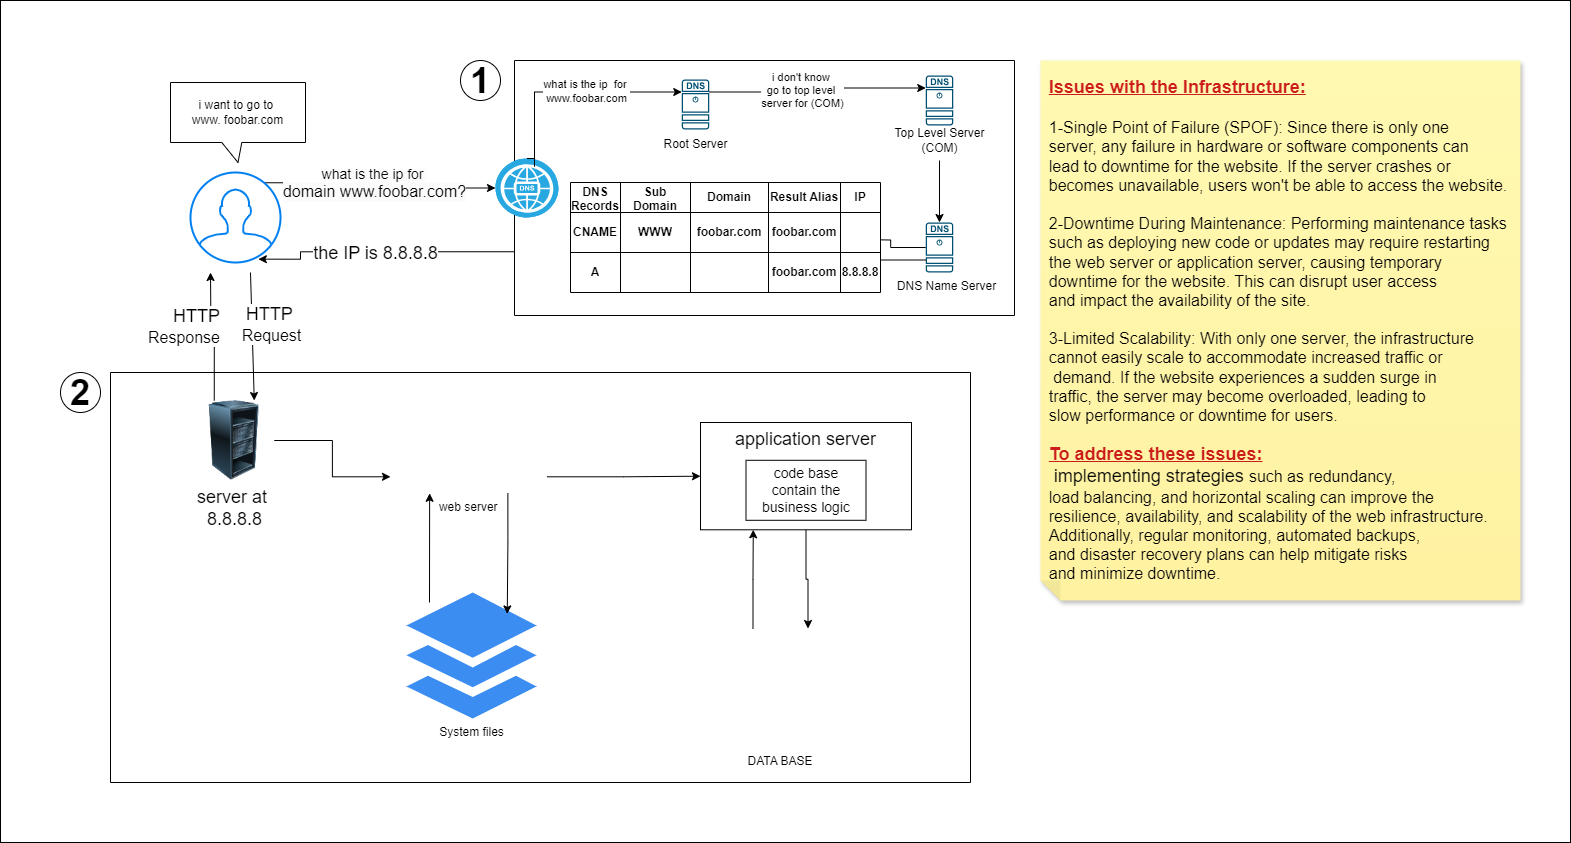 1
i want to go to
www. foobar.com
what is the ip for
domain www.foobar.com?
the IP is 8.8.8.8
DNS
what is the ip for
www.foobar.com
DNS
Root Server
i don't know
go to top level
server for (COM)
DNS
Top Level Server
(COM)
DNS Records | Sub Domain | Domain | Result Alias | IP
CNAME | WWW | foobar.com | foobar.com
A | foobar.com | 8.8.8.8
DNS
DNS Name Server
HTTP
Response
HTTP
Request
2
server at
8.8.8.8
web server
System files
application server
code base
contain the
business logic
DATA BASE
Issues with the Infrastructure:
1-Single Point of Failure (SPOF): Since there is only one
server, any failure in hardware or software components can
lead to downtime for the website. If the server crashes or
becomes unavailable, users won't be able to access the website.
2-Downtime During Maintenance: Performing maintenance tasks
such as deploying new code or updates may require restarting
the web server or application server, causing temporary
downtime for the website. This can disrupt user access
and impact the availability of the site.
3-Limited Scalability: With only one server, the infrastructure
cannot easily scale to accommodate increased traffic or
demand. If the website experiences a sudden surge in
traffic, the server may become overloaded, leading to
slow performance or downtime for users.
To address these issues:
implementing strategies such as redundancy,
load balancing, and horizontal scaling can improve the
resilience, availability, and scalability of the web infrastructure.
Additionally, regular monitoring, automated backups,
and disaster recovery plans can help mitigate risks
and minimize downtime.